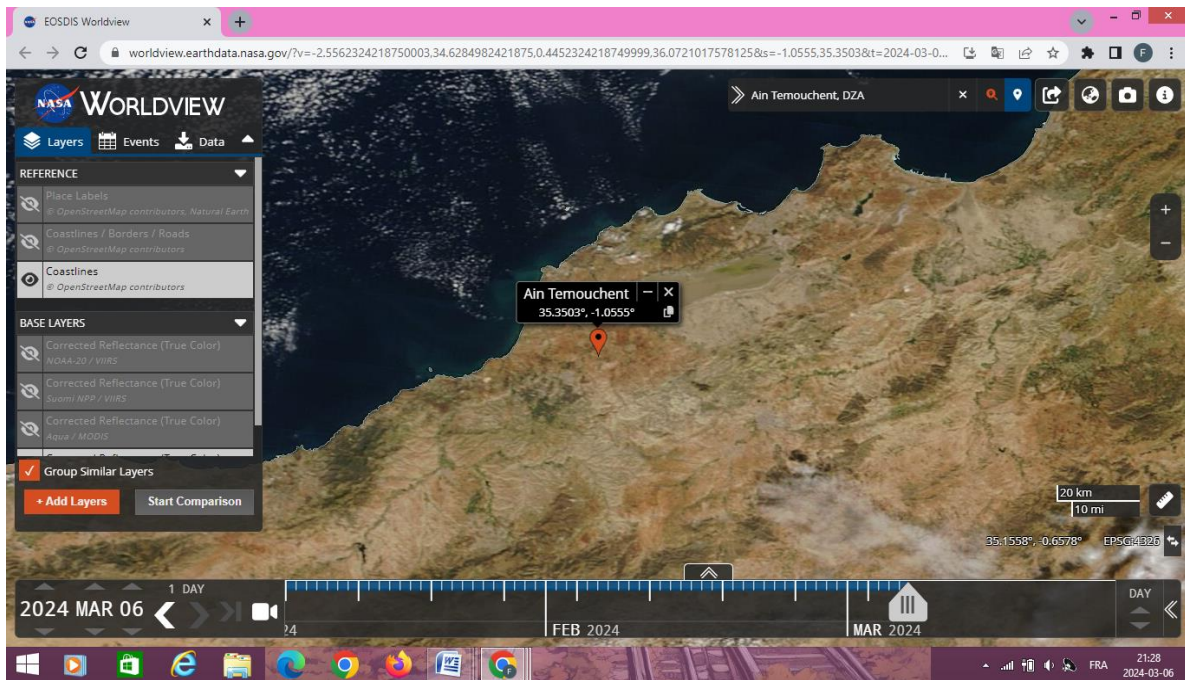 EOSDIS Worldview
worldview.earthdata.nasa.gov/?v=-2.5562324218750003,34.6284982421875,0.4452324218749999,36.0721017578125&s=-1.0555,35.3503&t=2024-03-0...
F
NASA WORLDVIEW
Ain Temouchent, DZA
Layers Events Data
REFERENCE
Place Labels
© OpenStreetMap contributors, Natural Earth
Coastlines / Borders / Roads
© OpenStreetMap contributors
Coastlines
© OpenStreetMap contributors
Ain Temouchent
35.3503°, -1.0555°
BASE LAYERS
Corrected Reflectance (True Color)
NOAA-20 / VIIRS
Corrected Reflectance (True Color)
Suomi NPP / VIIRS
Corrected Reflectance (True Color)
Aqua / MODIS
Group Similar Layers
+ Add Layers Start Comparison
20 km
10 mi
35.1558°, -0.6578° EPSG:4326
1 DAY
2024 MAR 06
24 FEB 2024 MAR 2024
DAY
FRA
21:28
2024-03-06